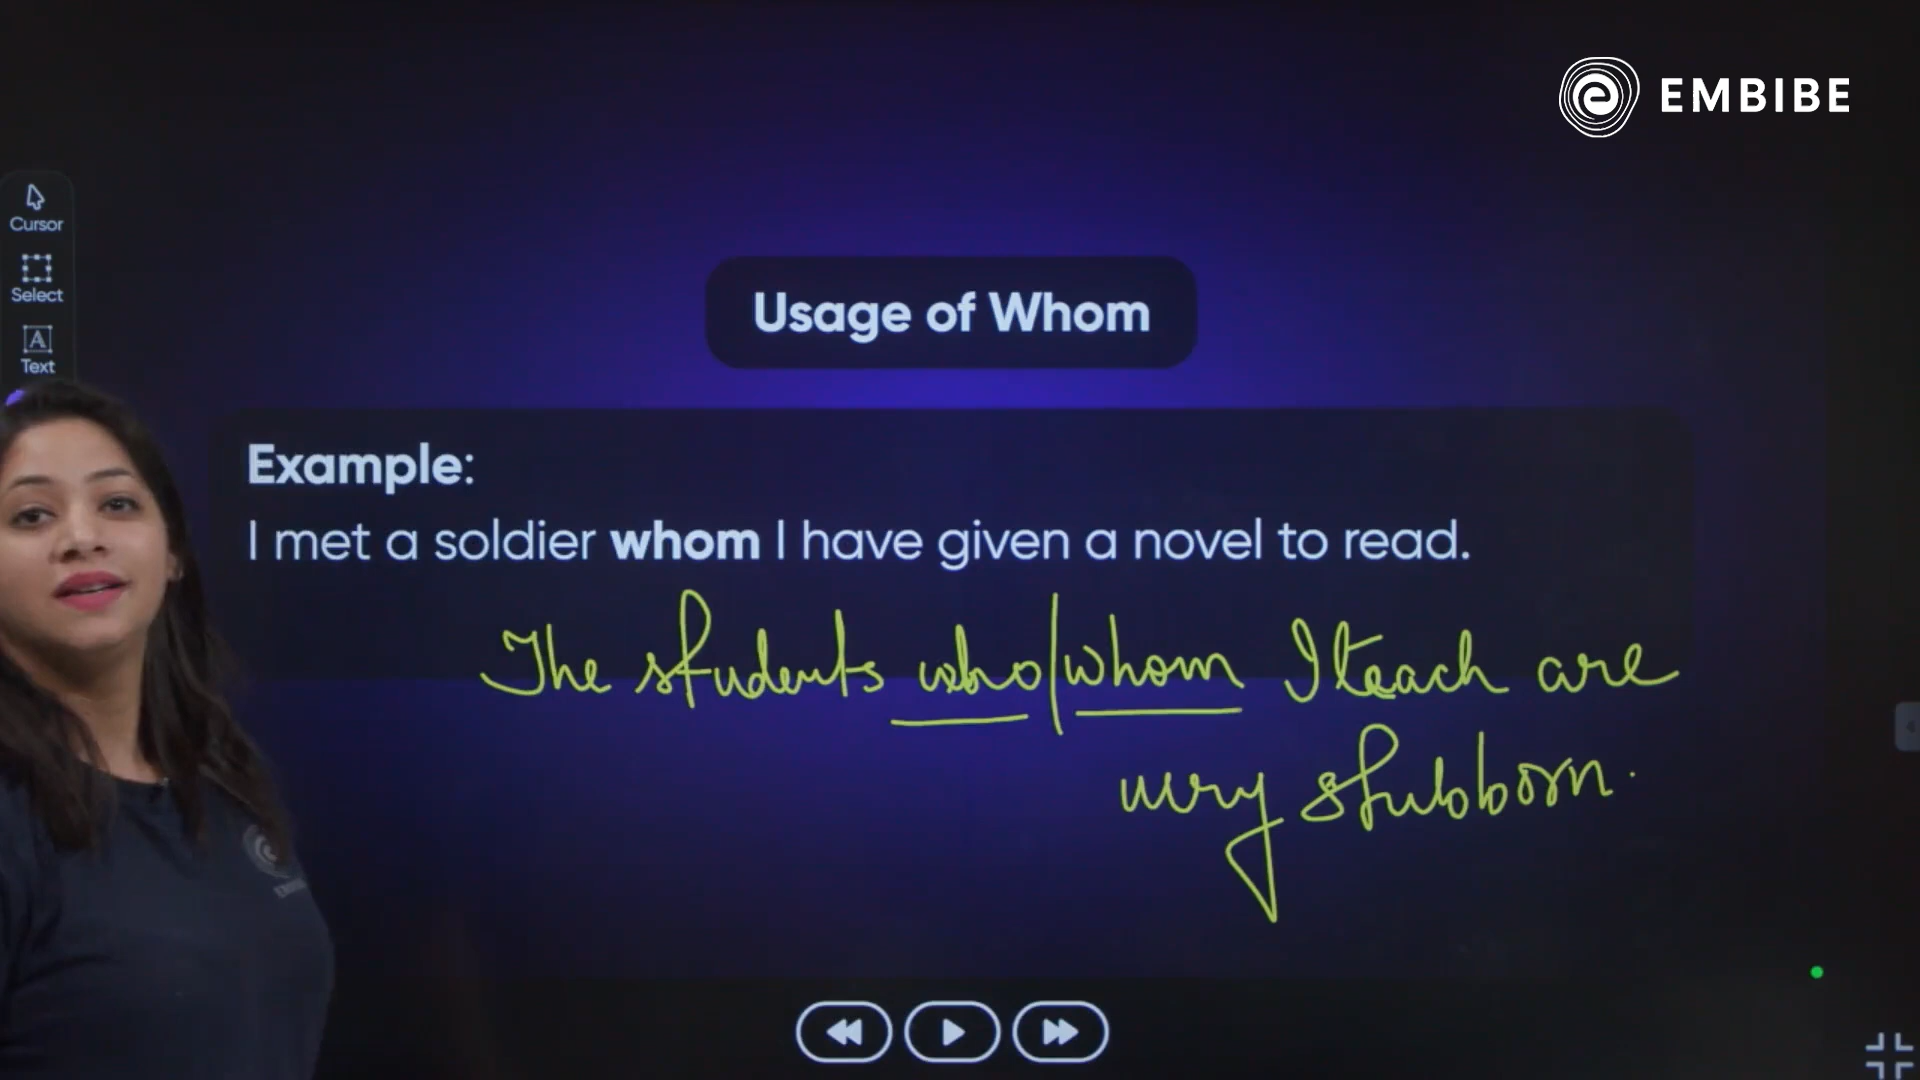 EMBIBE
Cursor
Select
Text
Usage of Whom
Example:
I met a soldier whom I have given a novel to read.
The students who/whom I teach are
very stubborn.